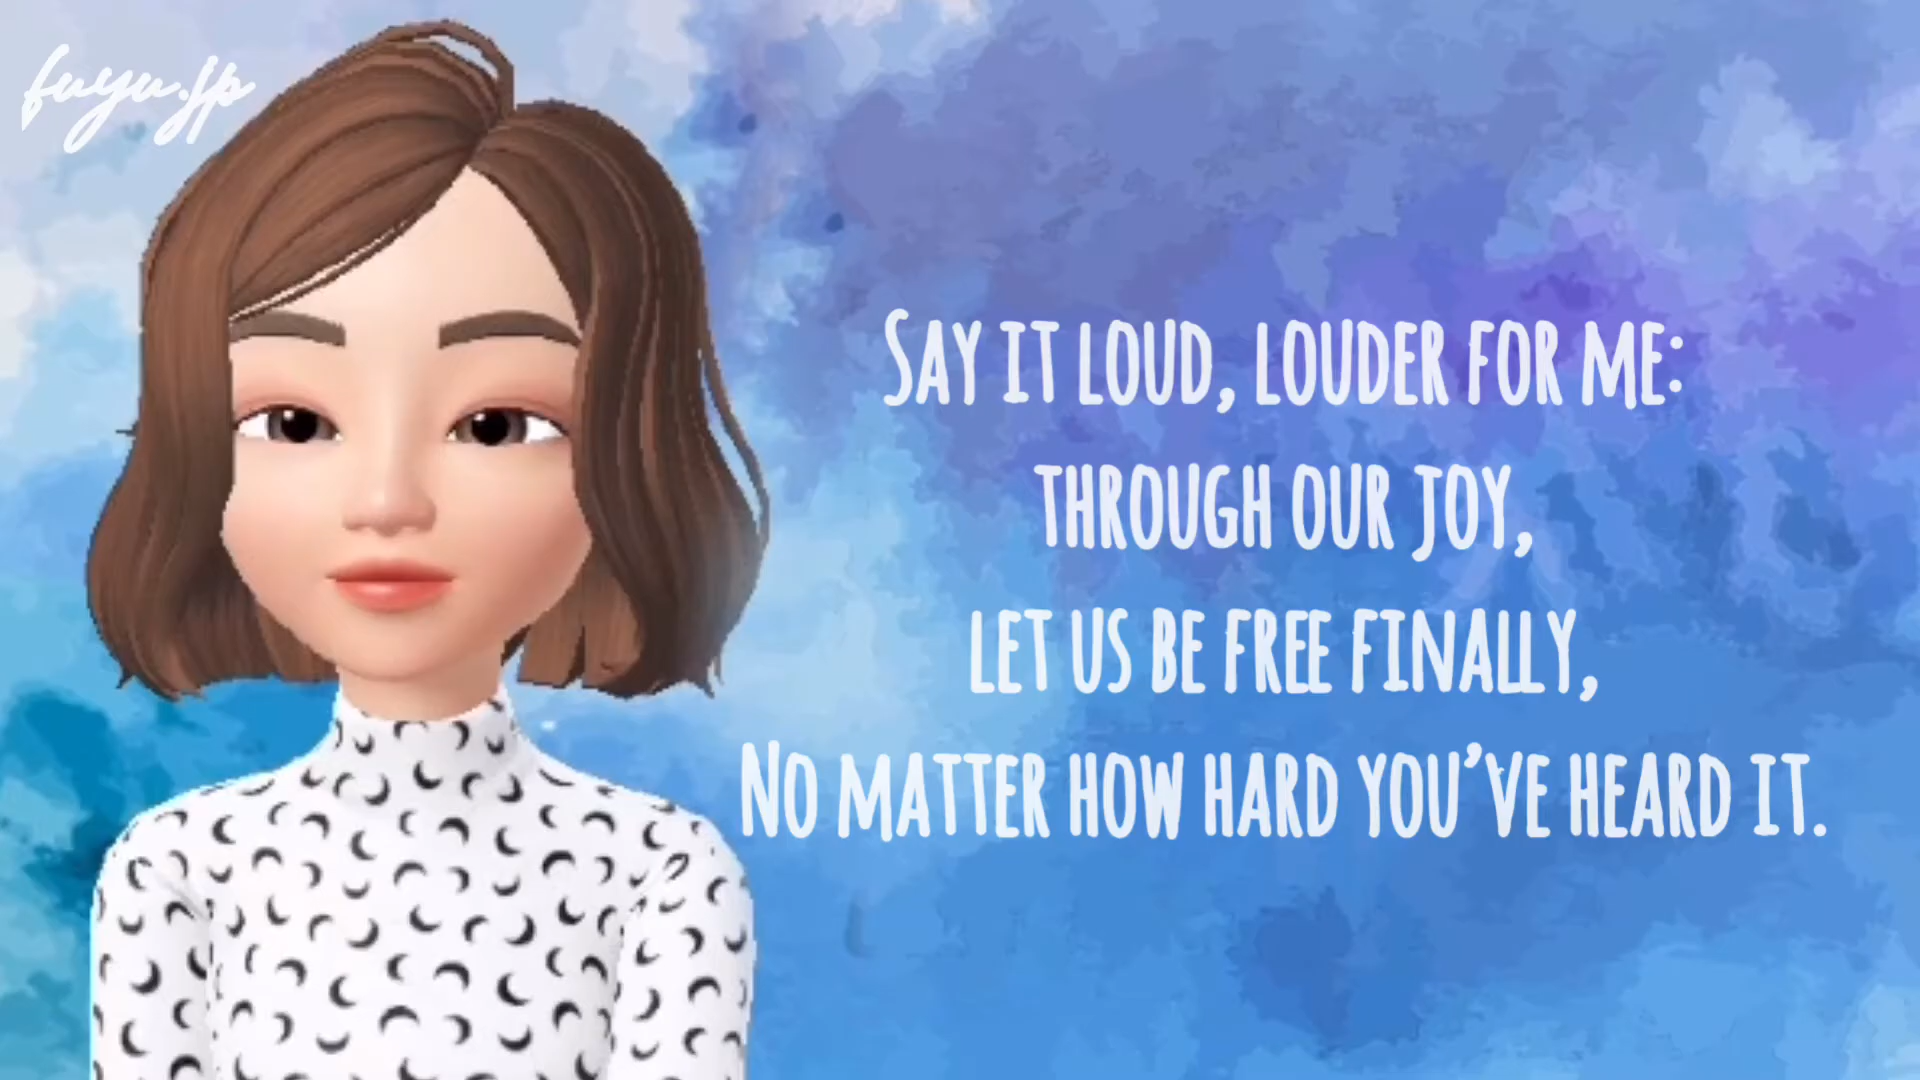 fuyu.jp
Say it loud, louder for me:
through our joy,
let us be free finally,
No matter how hard you've heard it.